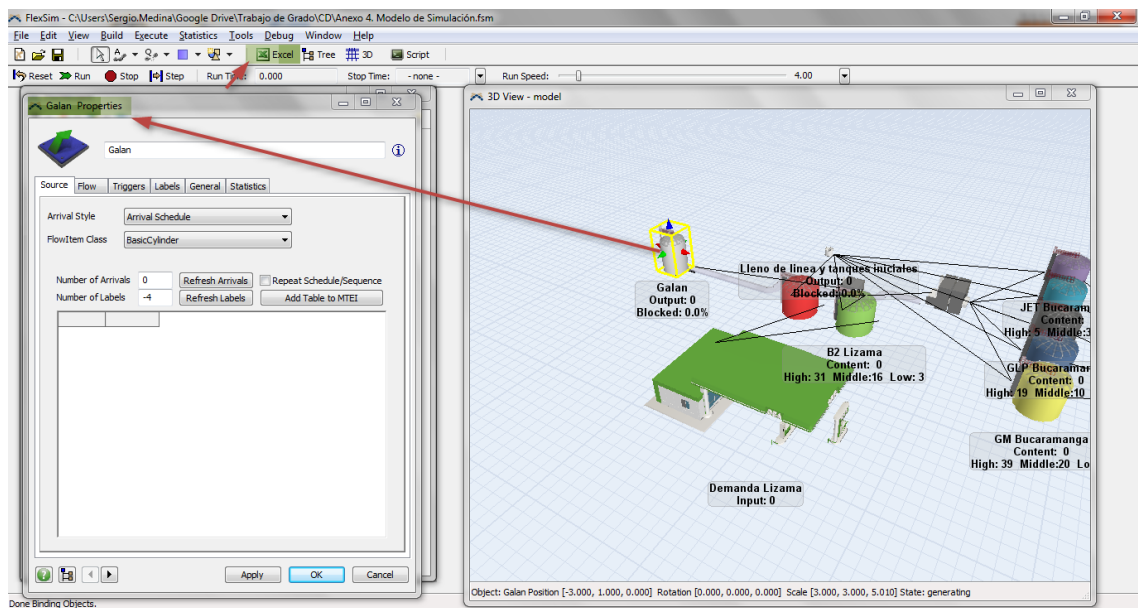 FlexSim - C:\Users\Sergio.Medina\Google Drive\Trabajo de Grado\CD\Anexo 4. Modelo de Simulación.fsm
File Edit View Build Execute Statistics Tools Debug Window Help
Excel Tree 3D Script
Reset Run Stop Step Run Time: 0.000 Stop Time: - none - Run Speed: 4.00
Galan Properties
Galan
Source Flow Triggers Labels General Statistics
Arrival Style Arrival Schedule
FlowItem Class BasicCylinder
Number of Arrivals 0 Refresh Arrivals Repeat Schedule/Sequence
Number of Labels -4 Refresh Labels Add Table to MTEI
Apply OK Cancel
3D View - model
Galan
Output: 0
Blocked: 0.0%
Lleno de linea y tanques iniciales
Output: 0
Blocked: 0.0%
B2 Lizama
Content: 0
High: 31 Middle:16 Low: 3
JET Bucaram
Content:
High: 5 Middle:3
GLP Bucaramar
Content: 0
High: 19 Middle:10
GM Bucaramanga
Content: 0
High: 39 Middle:20 Lo
Demanda Lizama
Input: 0
Object: Galan Position [-3.000, 1.000, 0.000] Rotation [0.000, 0.000, 0.000] Scale [3.000, 3.000, 5.010] State: generating
Done Binding Objects.